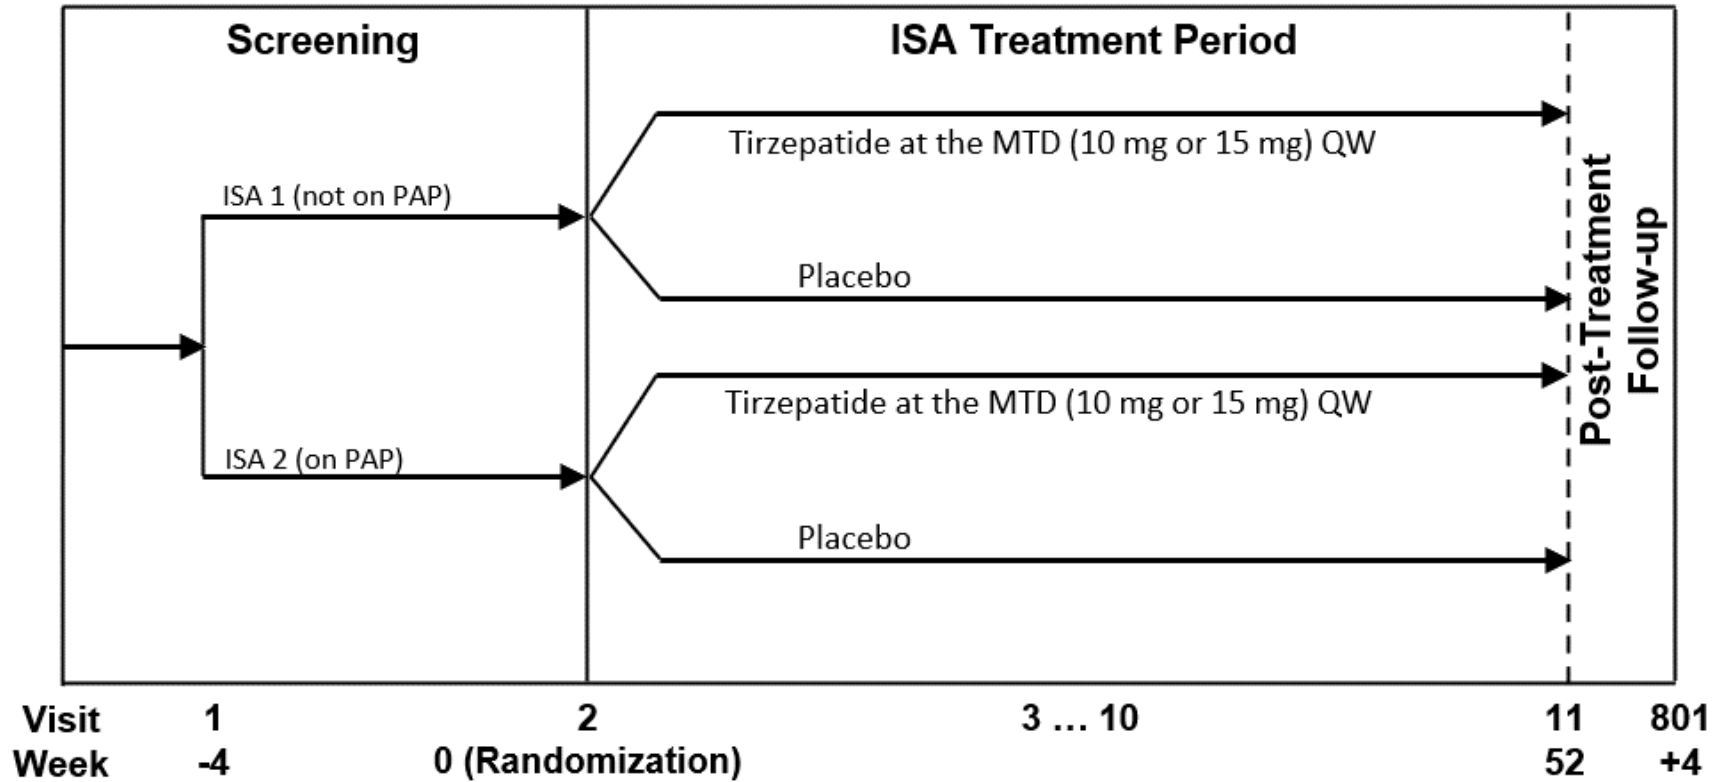 Screening
ISA Treatment Period
Tirzepatide at the MTD (10 mg or 15 mg) QW
ISA 1 (not on PAP)
Placebo
Tirzepatide at the MTD (10 mg or 15 mg) QW
ISA 2 (on PAP)
Placebo
Post-Treatment
Follow-up
Visit 1 2 3 ... 10 11 801
Week -4 0 (Randomization) 52 +4